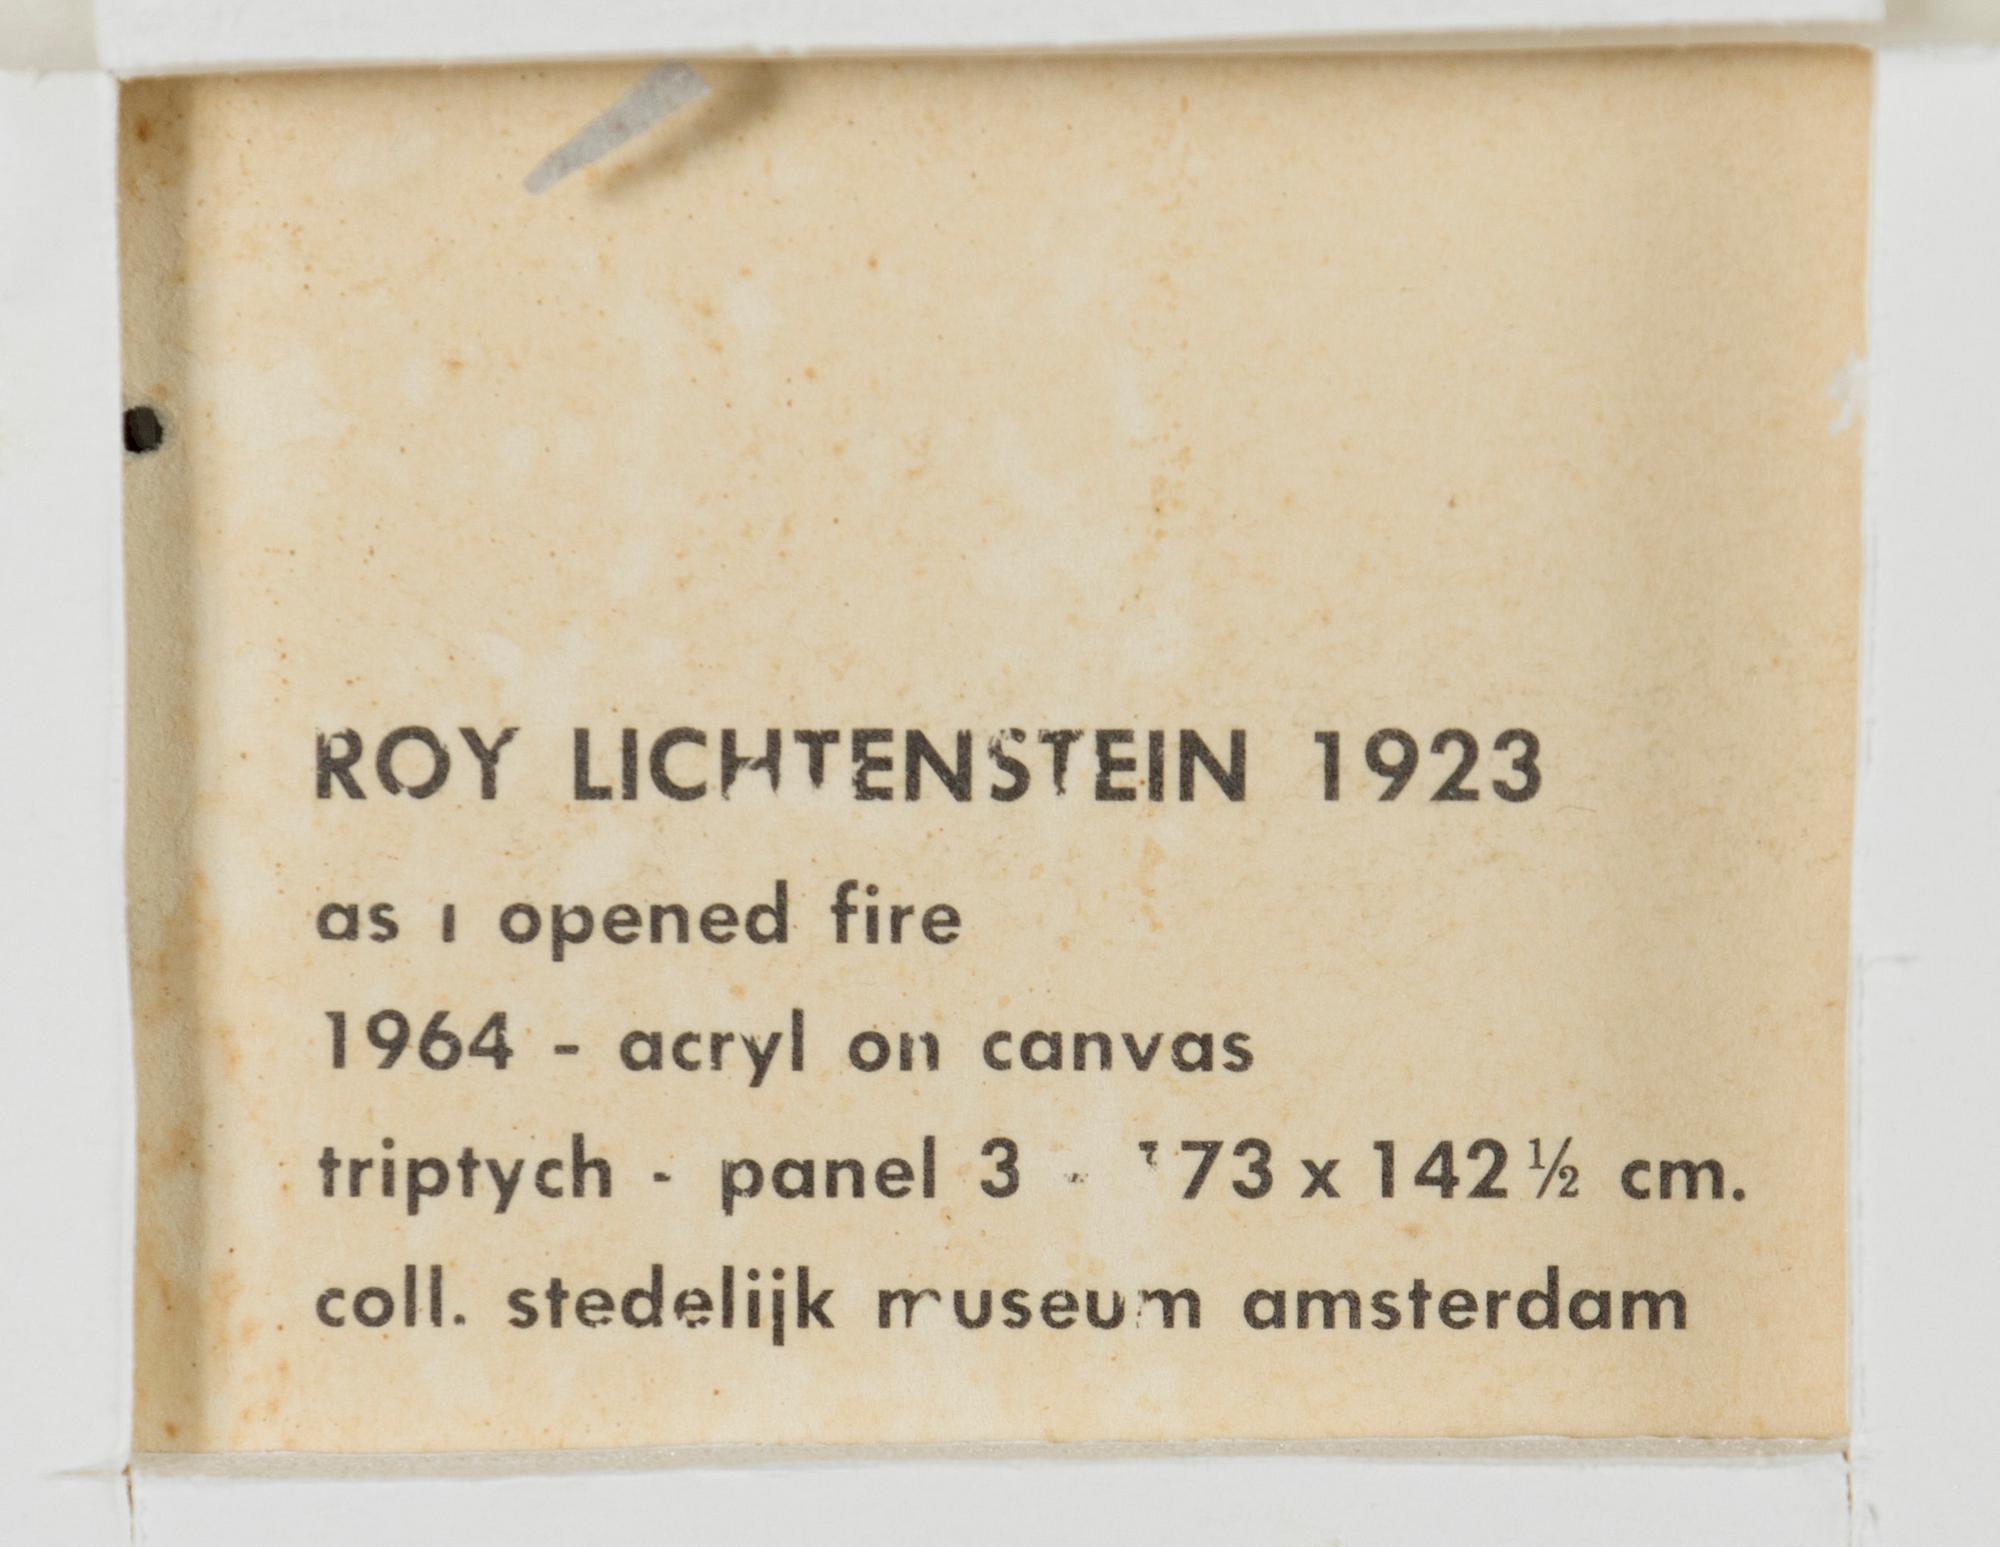 ROY LICHTENSTEIN 1923
as i opened fire
1964 - acryl on canvas
triptych - panel 3 - 173 x 142½ cm.
coll. stedelijk museum amsterdam